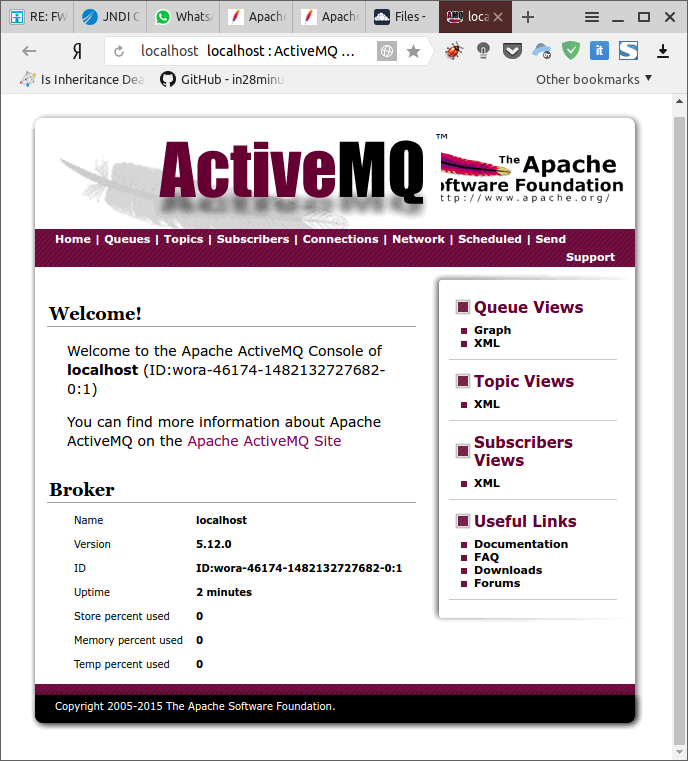 RE: FW
JNDI C
Whats
Apache
Apache
Files -
loca
Я localhost localhost : ActiveMQ ...
Is Inheritance Dea
GitHub - in28minu
Other bookmarks
ActiveMQ
TM
The Apache
oftware Foundation
ttp://www.apache.org/
Home | Queues | Topics | Subscribers | Connections | Network | Scheduled | Send
Support
Welcome!
Welcome to the Apache ActiveMQ Console of
localhost (ID:wora-46174-1482132727682-
0:1)
You can find more information about Apache
ActiveMQ on the Apache ActiveMQ Site
Broker
Name localhost
Version 5.12.0
ID ID:wora-46174-1482132727682-0:1
Uptime 2 minutes
Store percent used 0
Memory percent used 0
Temp percent used 0
Queue Views
Graph
XML
Topic Views
XML
Subscribers
Views
XML
Useful Links
Documentation
FAQ
Downloads
Forums
Copyright 2005-2015 The Apache Software Foundation.